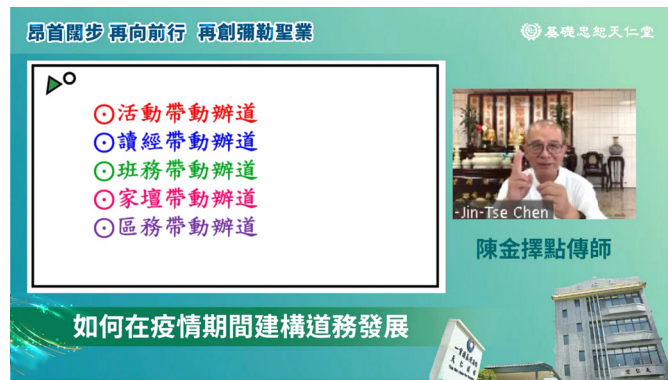 昂首闊步 再向前行 再創彌勒聖業
基礎忠恕天仁堂
⊙活動帶動辦道
⊙讀經帶動辦道
⊙班務帶動辦道
⊙家壇帶動辦道
⊙區務帶動辦道
-Jin-Tse Chen
陳金擇點傳師
如何在疫情期間建構道務發展